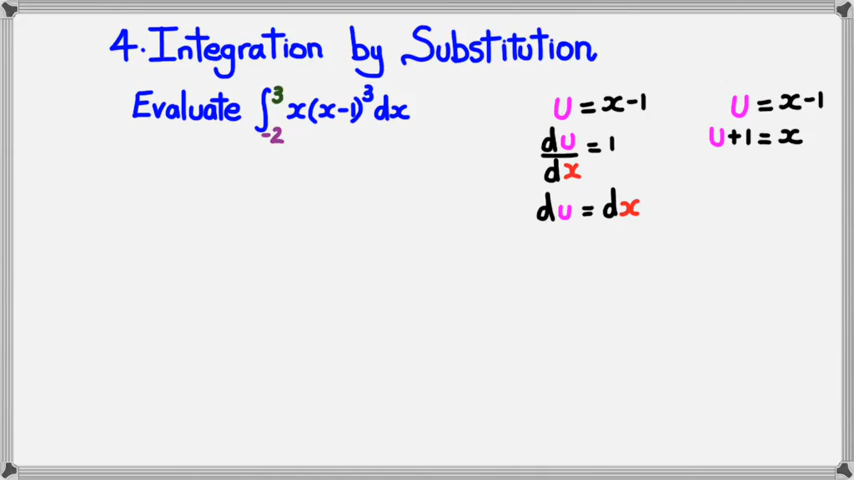 4. Integration by Substitution
Evaluate ∫₋₂³ x(x-1)³dx
U = x-1
du/dx = 1
du = dx
U = x-1
U+1 = x